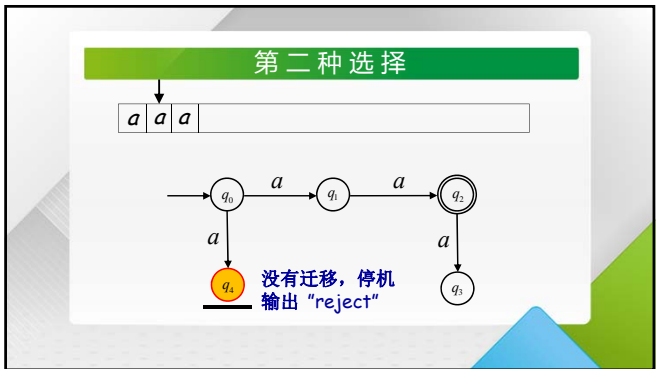 第二种选择
a a a
q₀ a q₁ a q₂
a a
q₄ 没有迁移，停机 q₃
输出 "reject"